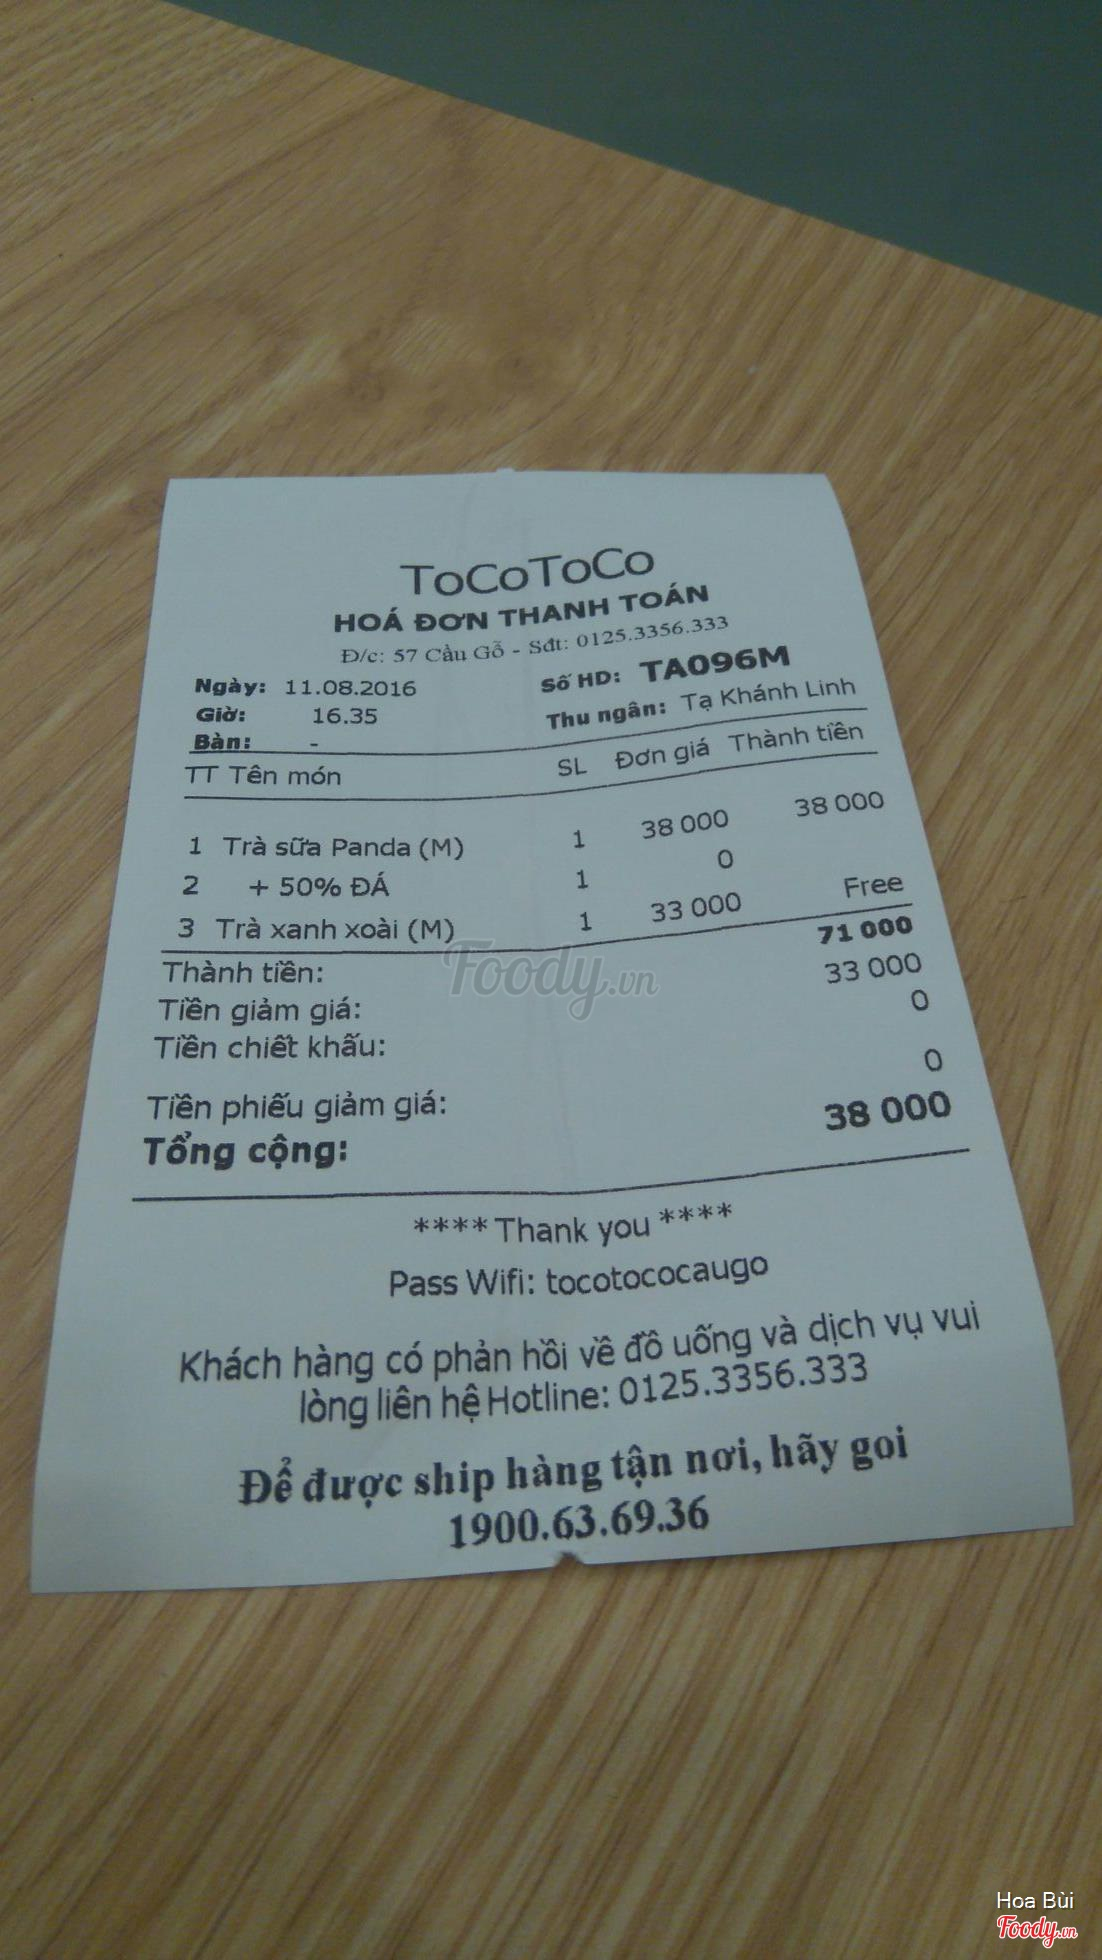 ToCoToCo
HOÁ ĐƠN THANH TOÁN
Đ/c: 57 Cầu Gỗ - Sđt: 0125.3356.333
Ngày: 11.08.2016 Số HD: TA096M
Giờ: 16.35 Thu ngân: Tạ Khánh Linh
Bàn: -
TT Tên món SL Đơn giá Thành tiền
1 Trà sữa Panda (M) 1 38 000 38 000
2 + 50% ĐÁ 1 0
3 Trà xanh xoài (M) 1 33 000 Free
Thành tiền: 71 000
Tiền giảm giá: 33 000
Tiền chiết khấu: 0
Tiền phiếu giảm giá: 0
Tổng cộng: 38 000
**** Thank you ****
Pass Wifi: tocotococaugo
Khách hàng có phản hồi về đồ uống và dịch vụ vui
lòng liên hệ Hotline: 0125.3356.333
Để được ship hàng tận nơi, hãy goi
1900.63.69.36
Foody.vn
Hoa Bùi
Foody.vn